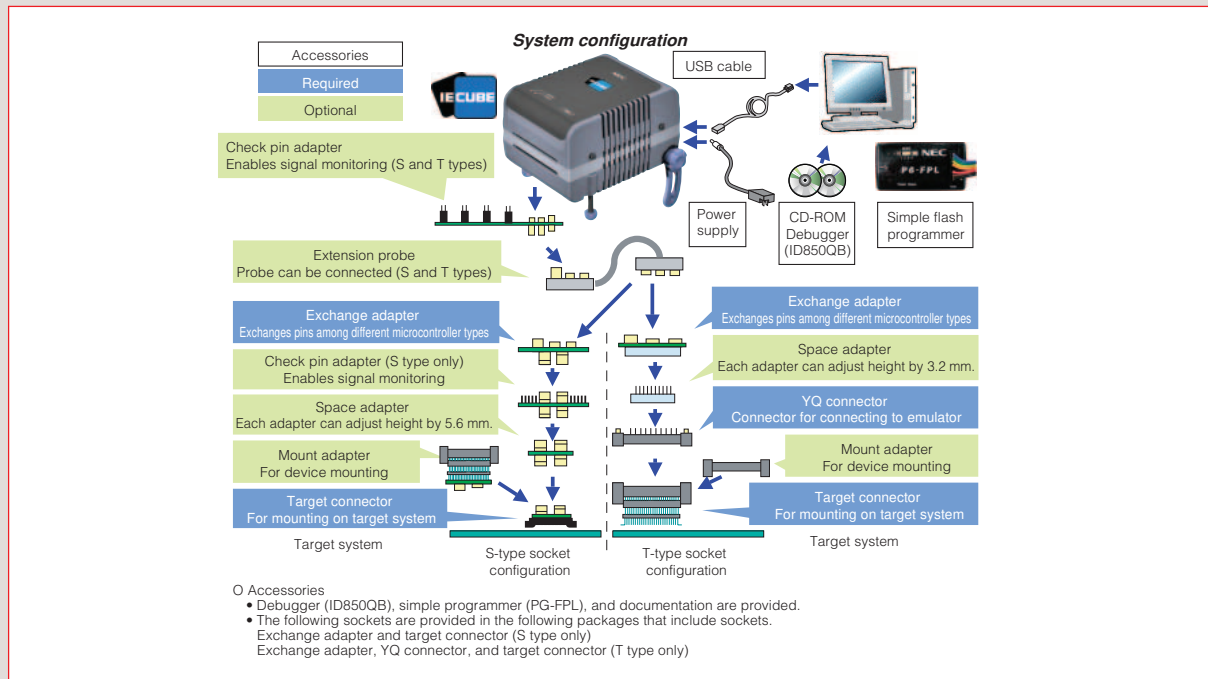 System configuration
Accessories
Required
Optional
IECUBE
USB cable
NEC
NEC
PG-FPL
Check pin adapter
Enables signal monitoring (S and T types)
Power
supply
CD-ROM
Debugger
(ID850QB)
Simple flash
programmer
Extension probe
Probe can be connected (S and T types)
Exchange adapter
Exchanges pins among different microcontroller types
Check pin adapter (S type only)
Enables signal monitoring
Space adapter
Each adapter can adjust height by 5.6 mm.
Mount adapter
For device mounting
Target connector
For mounting on target system
Target system
S-type socket
configuration
Exchange adapter
Exchanges pins among different microcontroller types
Space adapter
Each adapter can adjust height by 3.2 mm.
YQ connector
Connector for connecting to emulator
Mount adapter
For device mounting
Target connector
For mounting on target system
Target system
T-type socket
configuration
O Accessories
• Debugger (ID850QB), simple programmer (PG-FPL), and documentation are provided.
• The following sockets are provided in the following packages that include sockets.
Exchange adapter and target connector (S type only)
Exchange adapter, YQ connector, and target connector (T type only)